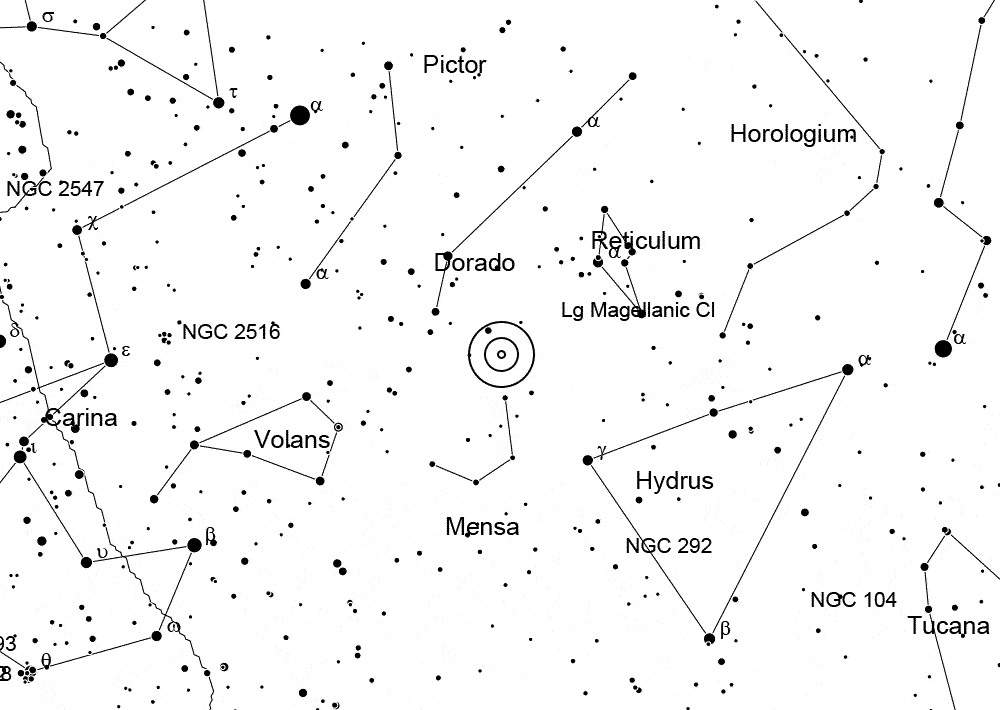 σ
Pictor
τ
α
α
Horologium
NGC 2547
χ
Reticulum
α
Dorado
α
Lg Magellanic Cl
δ
NGC 2516
α
ε
α
Carina
Volans
ι
γ
Hydrus
Mensa
β
NGC 292
υ
NGC 104
ω
β
Tucana
93
θ
8